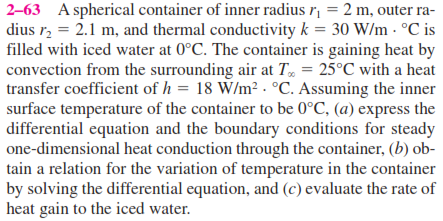 2–63 A spherical container of inner radius r₁ = 2 m, outer ra-
dius r₂ = 2.1 m, and thermal conductivity k = 30 W/m · °C is
filled with iced water at 0°C. The container is gaining heat by
convection from the surrounding air at T∞ = 25°C with a heat
transfer coefficient of h = 18 W/m² · °C. Assuming the inner
surface temperature of the container to be 0°C, (a) express the
differential equation and the boundary conditions for steady
one-dimensional heat conduction through the container, (b) ob-
tain a relation for the variation of temperature in the container
by solving the differential equation, and (c) evaluate the rate of
heat gain to the iced water.